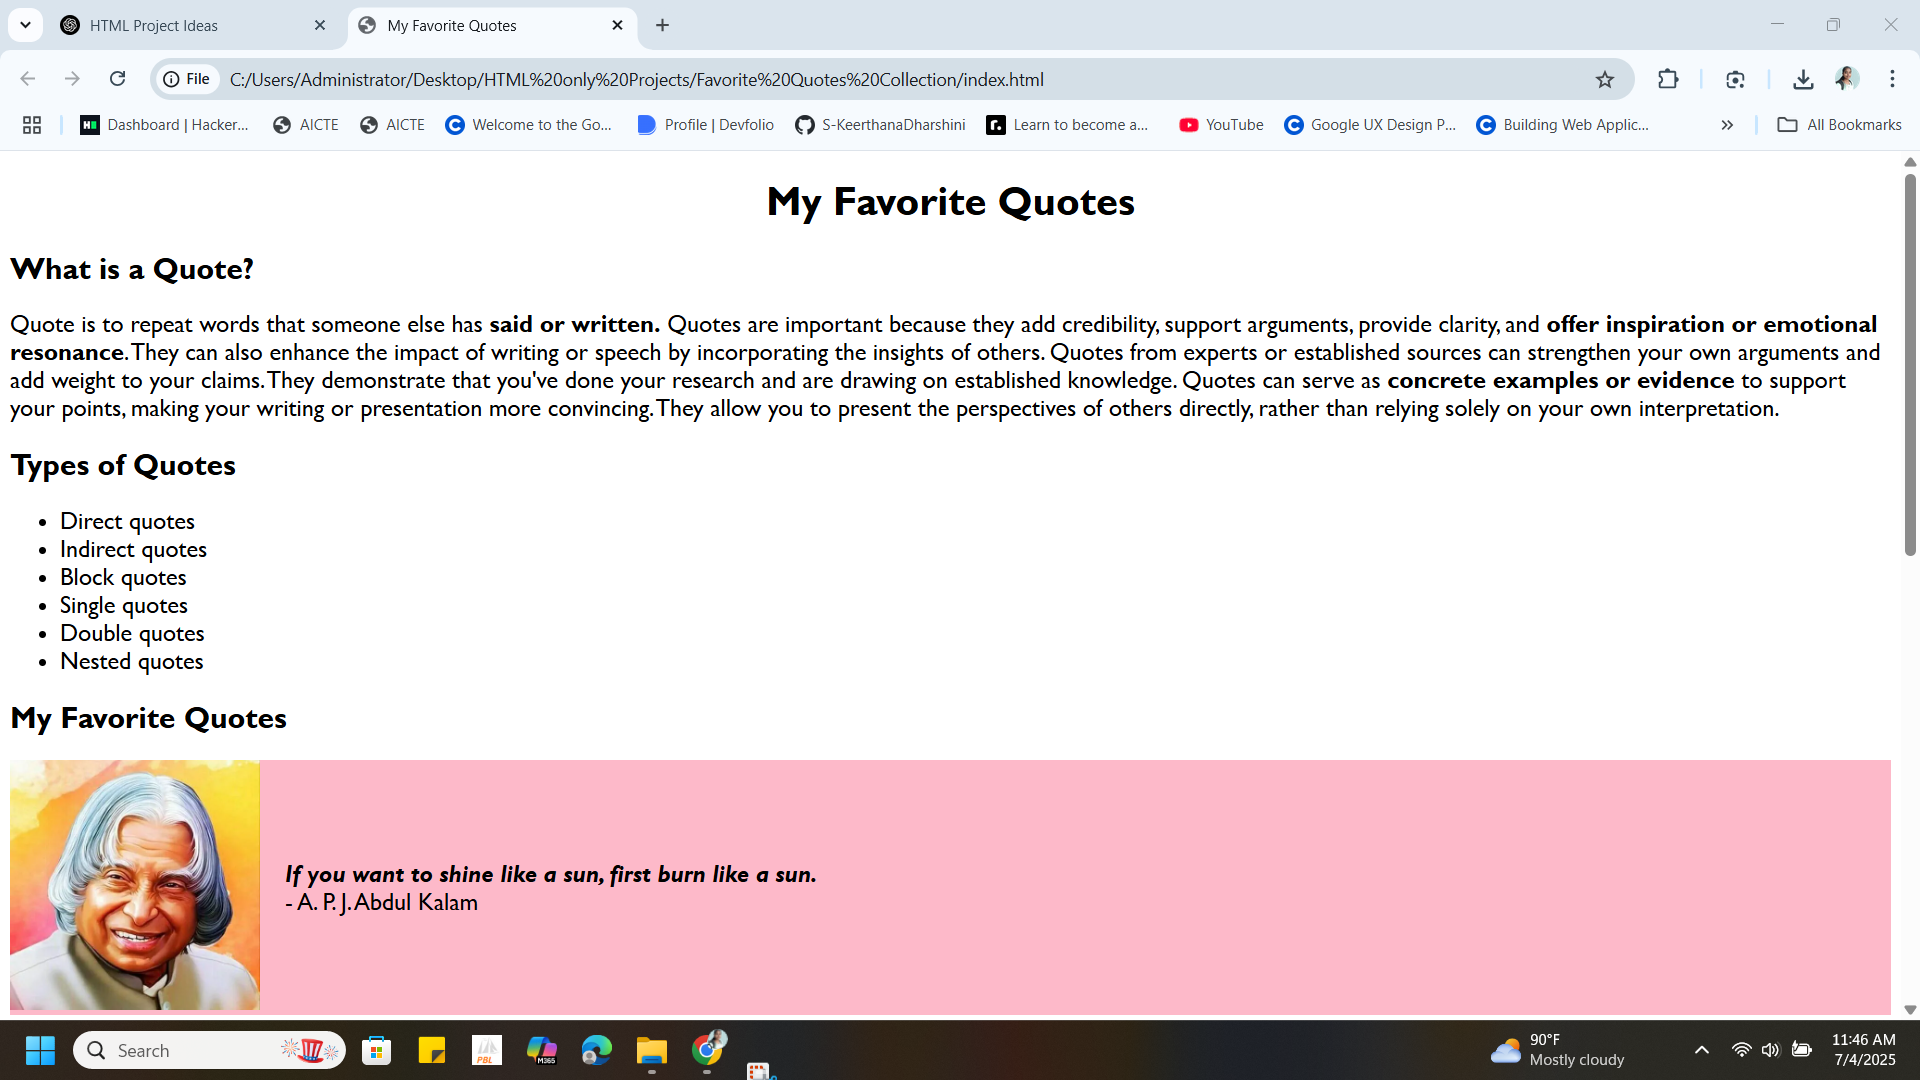 HTML Project Ideas
My Favorite Quotes
File
C:/Users/Administrator/Desktop/HTML%20only%20Projects/Favorite%20Quotes%20Collection/index.html
Dashboard | Hacker...
AICTE
AICTE
Welcome to the Go...
Profile | Devfolio
S-KeerthanaDharshini
Learn to become a...
YouTube
Google UX Design P...
Building Web Applic...
All Bookmarks
My Favorite Quotes
What is a Quote?
Quote is to repeat words that someone else has said or written. Quotes are important because they add credibility, support arguments, provide clarity, and offer inspiration or emotional
resonance. They can also enhance the impact of writing or speech by incorporating the insights of others. Quotes from experts or established sources can strengthen your own arguments and
add weight to your claims. They demonstrate that you've done your research and are drawing on established knowledge. Quotes can serve as concrete examples or evidence to support
your points, making your writing or presentation more convincing. They allow you to present the perspectives of others directly, rather than relying solely on your own interpretation.
Types of Quotes
• Direct quotes
• Indirect quotes
• Block quotes
• Single quotes
• Double quotes
• Nested quotes
My Favorite Quotes
If you want to shine like a sun, first burn like a sun.
- A. P. J. Abdul Kalam
Search
PBL
M365
90°F
Mostly cloudy
11:46 AM
7/4/2025